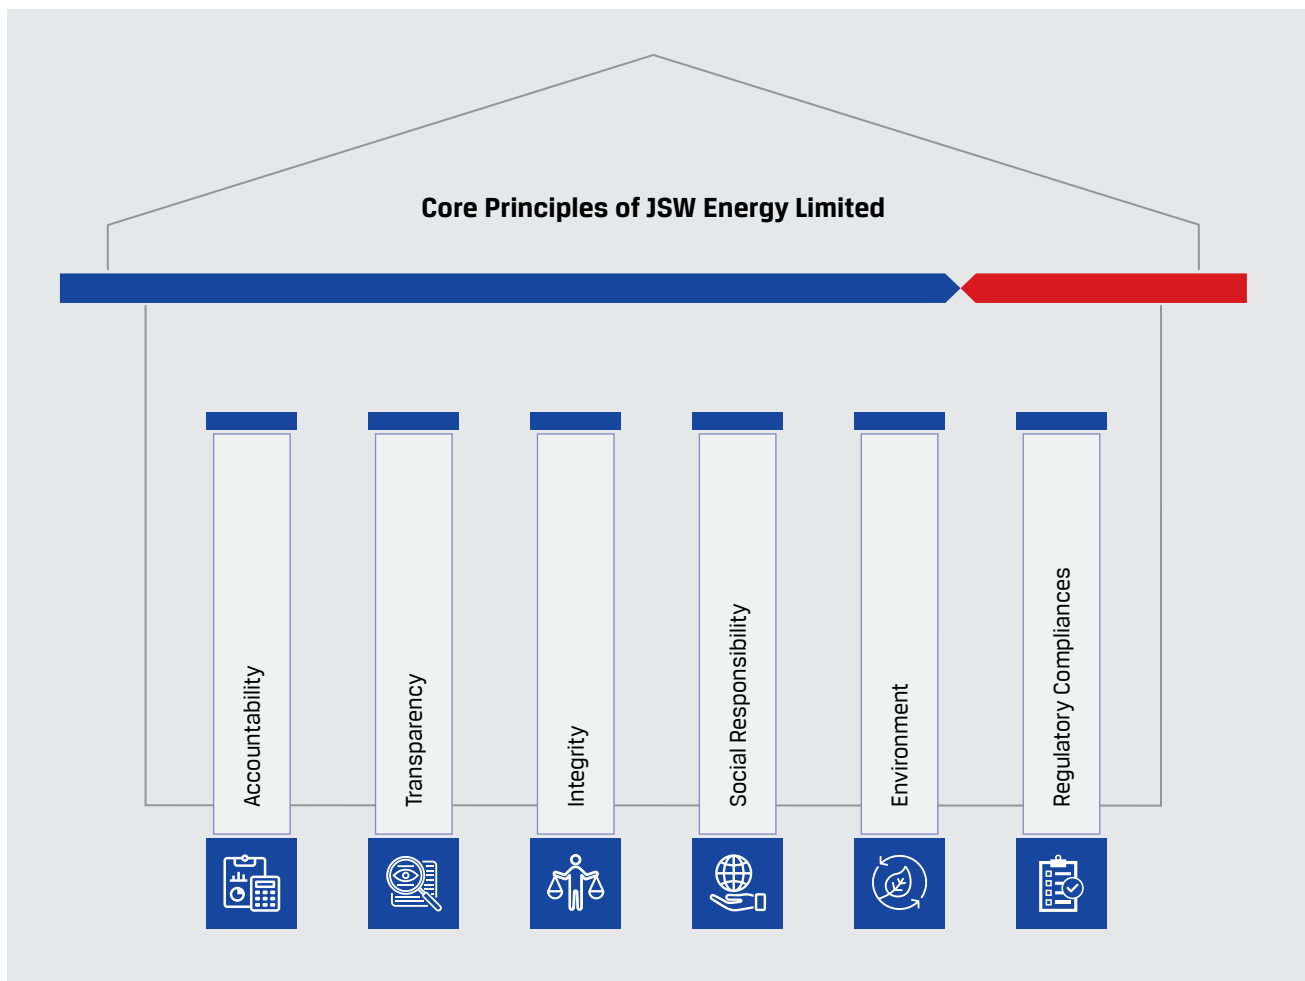 Core Principles of JSW Energy Limited
Accountability
Transparency
Integrity
Social Responsibility
Environment
Regulatory Compliances